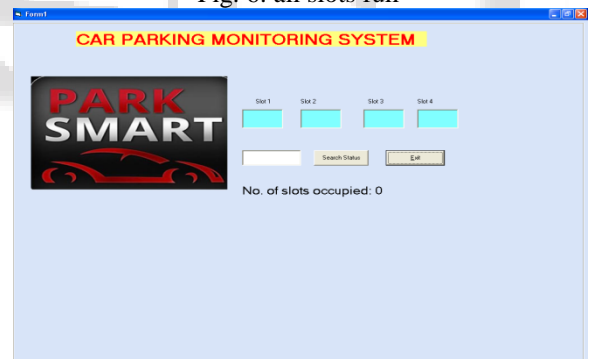 Fig. 6. all slots full
Form1
CAR PARKING MONITORING SYSTEM
PARK
SMART
Slot 1 Slot 2 Slot 3 Slot 4
Search Status Exit
No. of slots occupied: 0